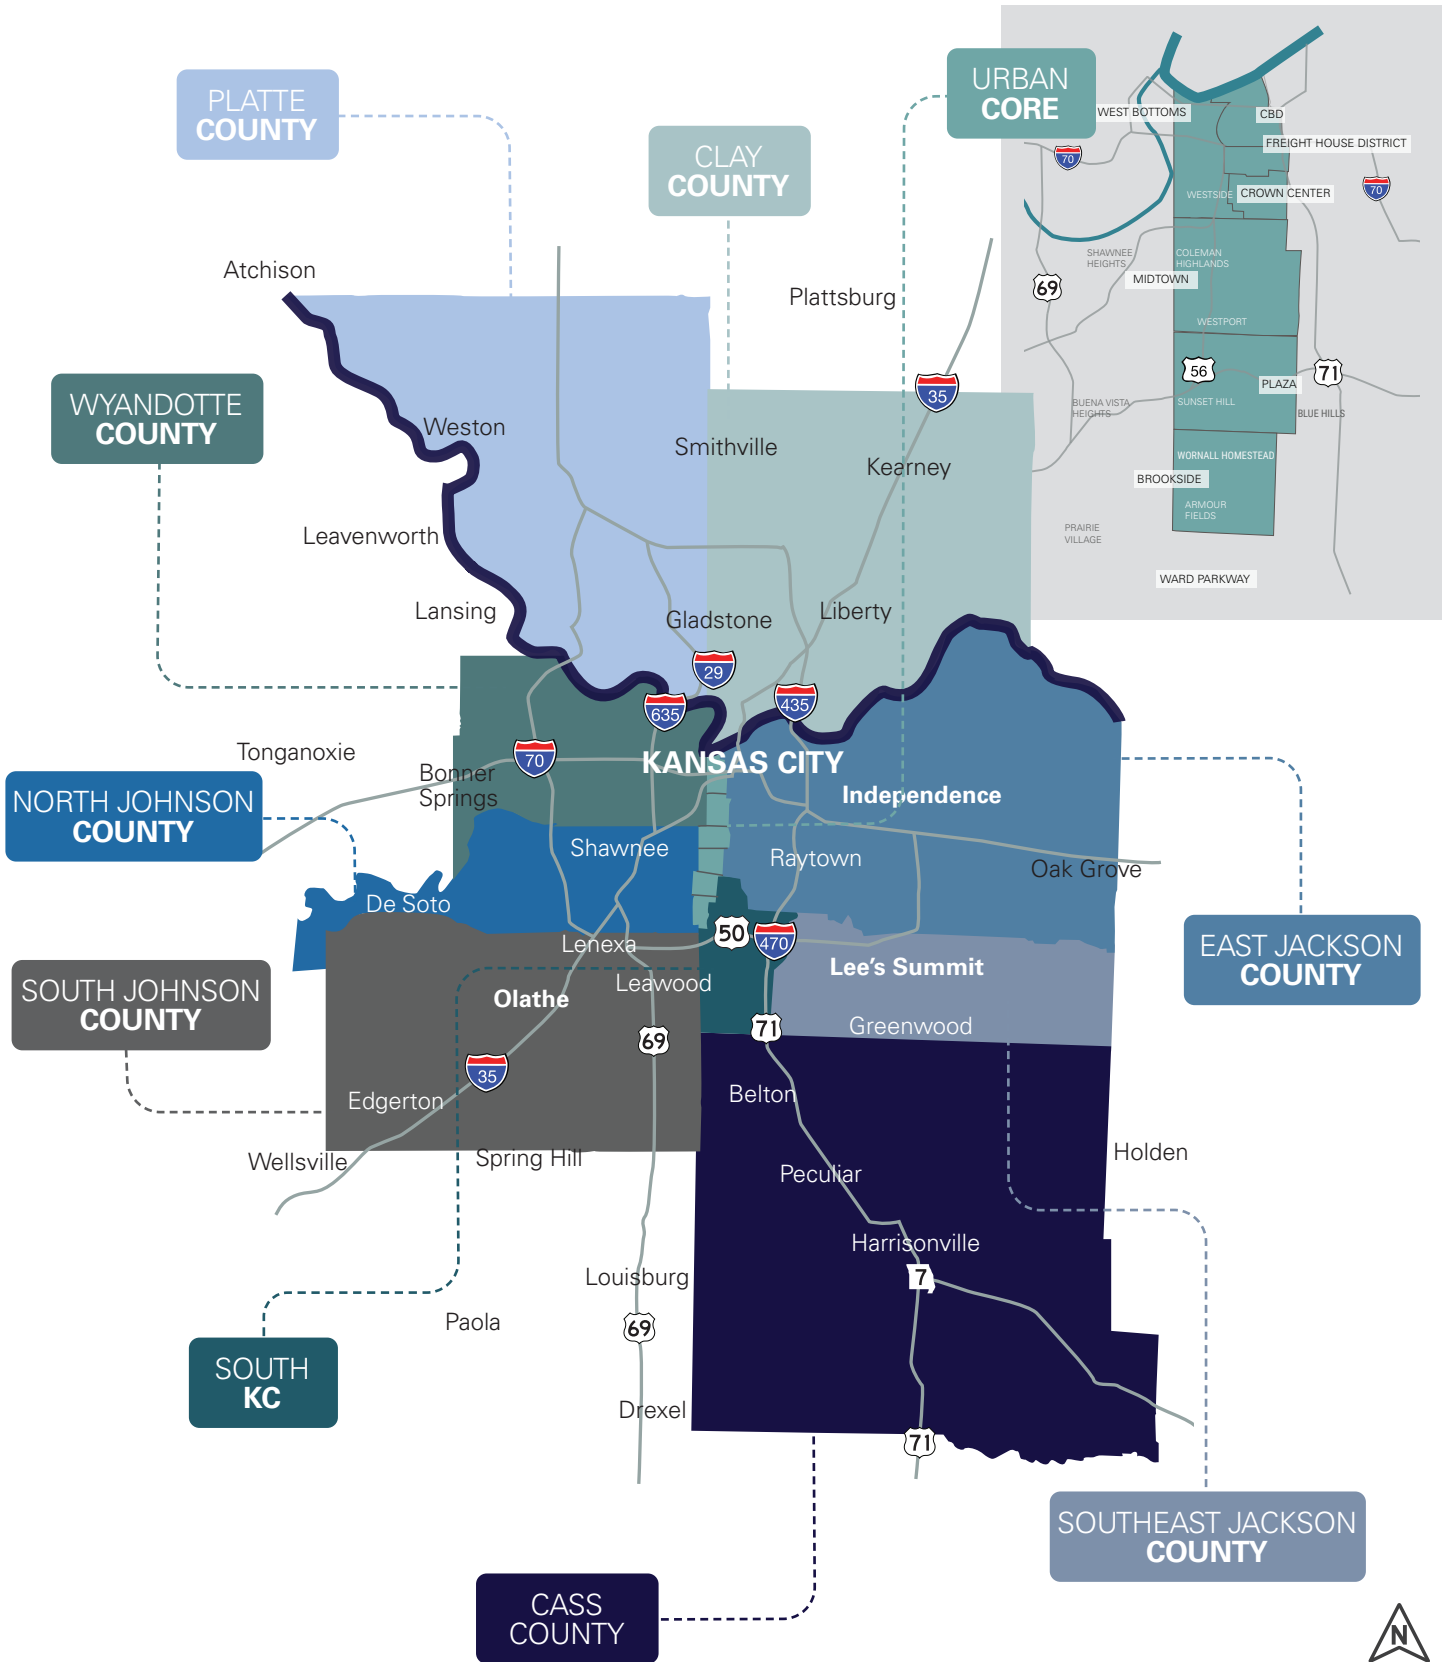 PLATTE
COUNTY
CLAY
COUNTY
URBAN
CORE
WEST BOTTOMS
CBD
FREIGHT HOUSE DISTRICT
70
70
WESTSIDE
CROWN CENTER
SHAWNEE
HEIGHTS
COLEMAN
HIGHLANDS
MIDTOWN
69
WESTPORT
56
71
PLAZA
BUENA VISTA
HEIGHTS
SUNSET HILL
BLUE HILLS
WORNALL HOMESTEAD
BROOKSIDE
ARMOUR
FIELDS
PRAIRIE
VILLAGE
WARD PARKWAY
Atchison
Plattsburg
35
WYANDOTTE
COUNTY
Weston
Smithville
Kearney
Leavenworth
Lansing
Gladstone
Liberty
29
635
435
Tonganoxie
70
KANSAS CITY
Bonner
Springs
Independence
NORTH JOHNSON
COUNTY
Shawnee
Raytown
Oak Grove
De Soto
Lenexa
50
470
EAST JACKSON
COUNTY
SOUTH JOHNSON
COUNTY
Leawood
Lee's Summit
Olathe
69
71
Greenwood
35
Edgerton
Belton
Wellsville
Spring Hill
Holden
Peculiar
Harrisonville
7
Louisburg
Paola
69
SOUTH
KC
Drexel
71
SOUTHEAST JACKSON
COUNTY
CASS
COUNTY
N